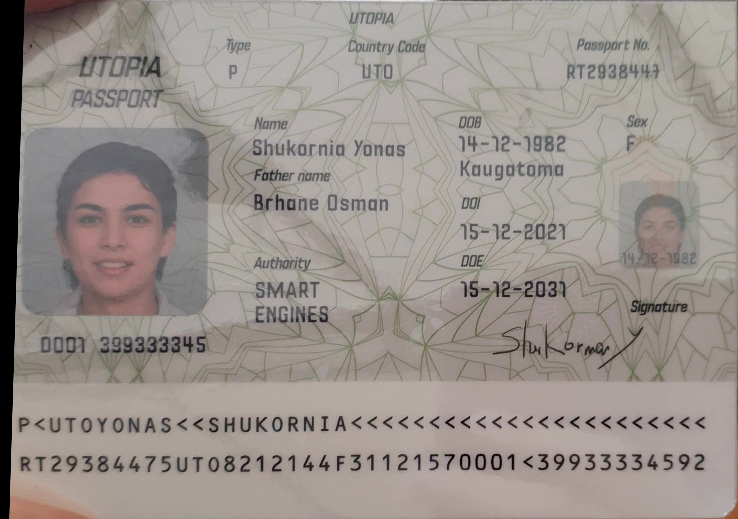 UTOPIA
UTOPIA
PASSPORT
Type
P
Country Code
UTO
Passport No.
RT2938447
Name
Shukornia Yonas
Father name
Brhane Osman
DOB
14-12-1982
Kaugatoma
Sex
F
DOI
15-12-2021
DOE
15-12-2031
Authority
SMART
ENGINES
14-12-1982
Signature
Shukornay
0001 399333345
P<UTOYONAS<<SHUKORNIA<<<<<<<<<<<<<<<<<<<<<<<
RT29384475UTO8212144F31121570001<39933334592